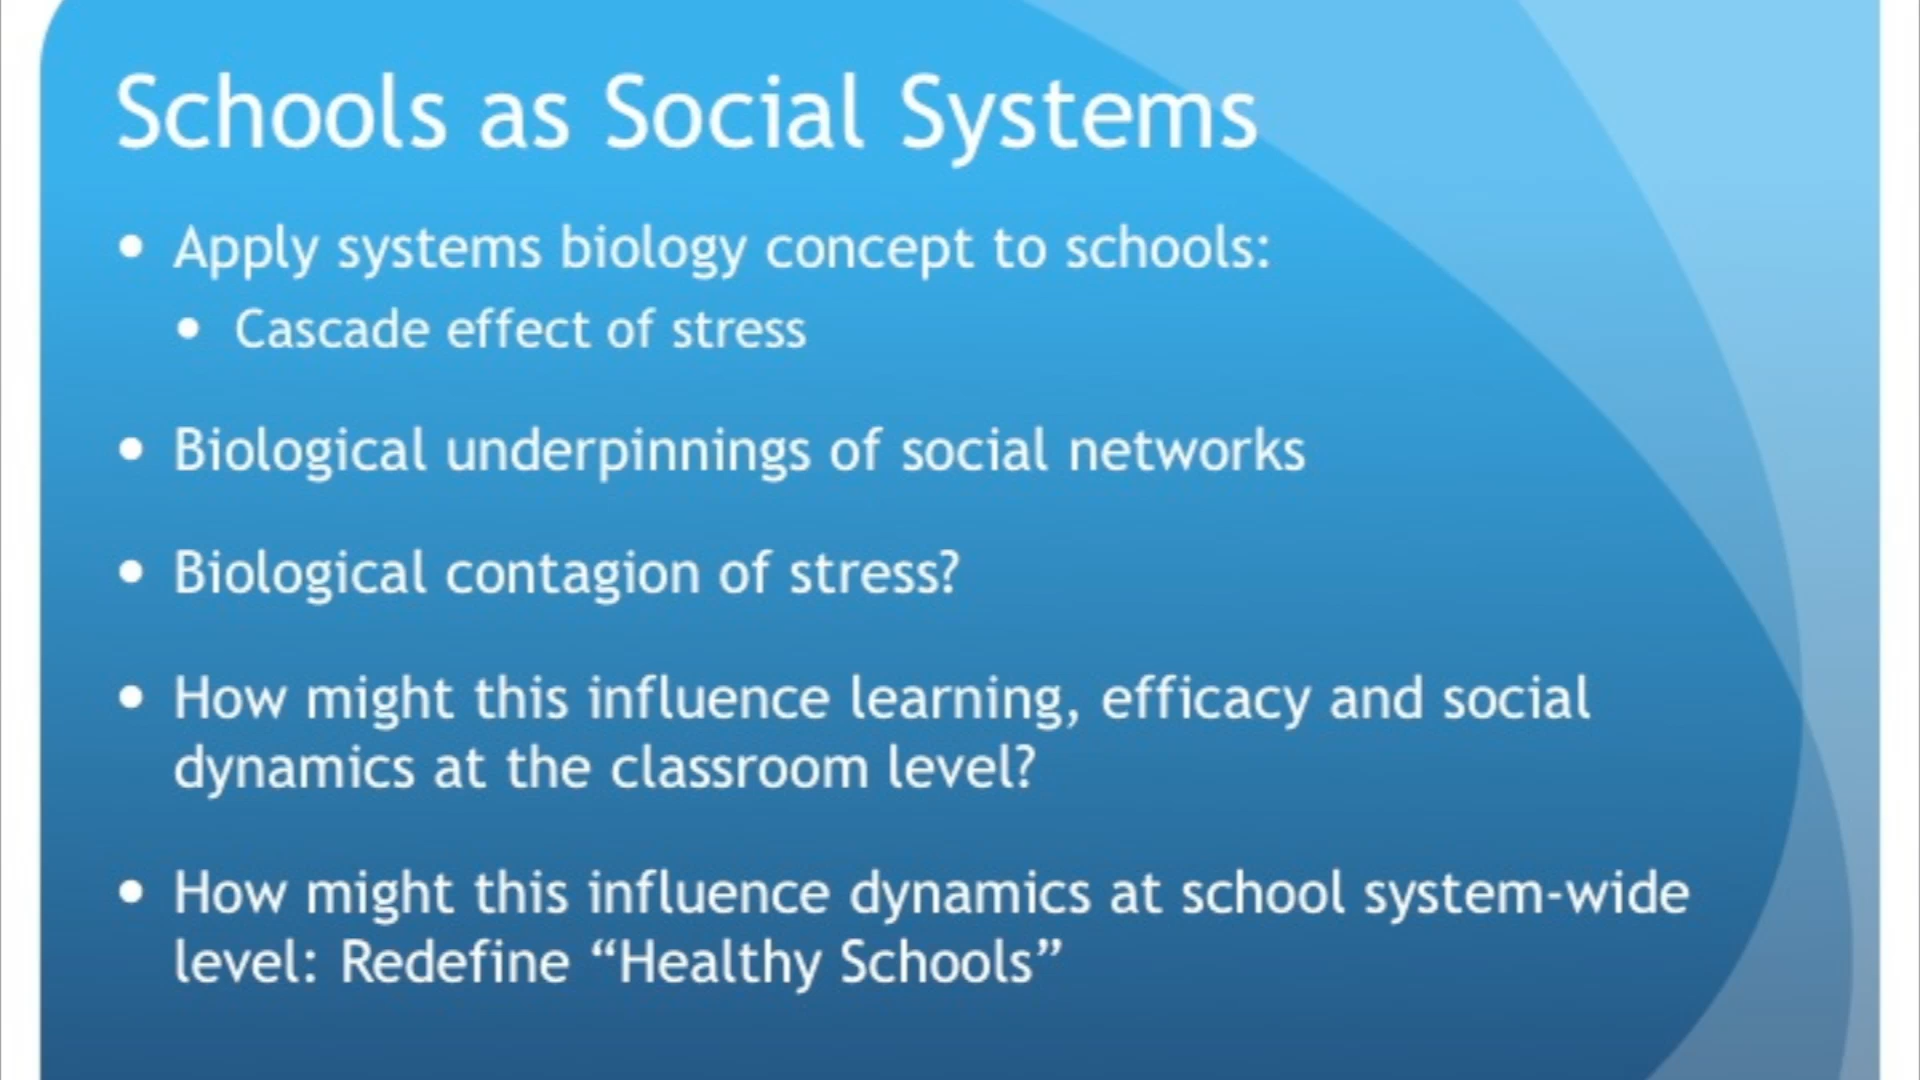 Schools as Social Systems
• Apply systems biology concept to schools:
• Cascade effect of stress
• Biological underpinnings of social networks
• Biological contagion of stress?
• How might this influence learning, efficacy and social
dynamics at the classroom level?
• How might this influence dynamics at school system-wide
level: Redefine “Healthy Schools”